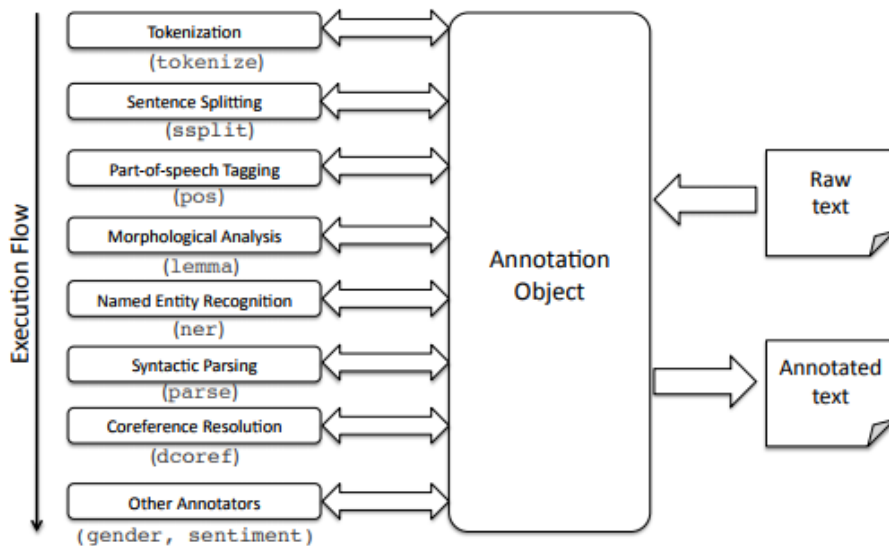 Execution Flow
Tokenization
(tokenize)
Sentence Splitting
(ssplit)
Part-of-speech Tagging
(pos)
Morphological Analysis
(lemma)
Named Entity Recognition
(ner)
Syntactic Parsing
(parse)
Coreference Resolution
(dcoref)
Other Annotators
(gender, sentiment)
Annotation
Object
Raw
text
Annotated
text